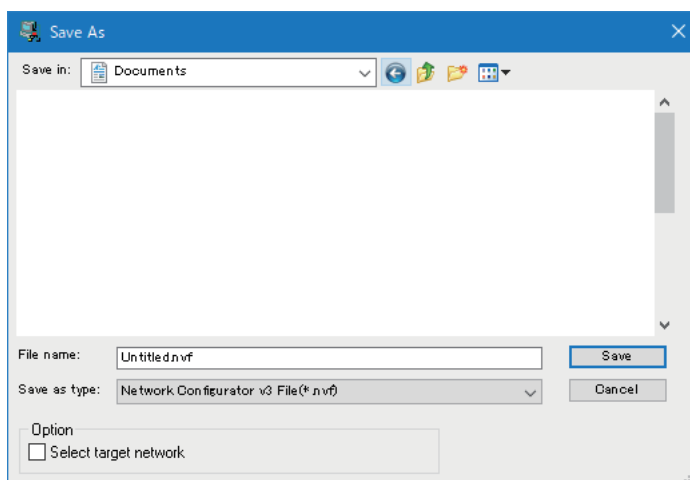 Save As
Save in: Documents
File name: Untitled.nvf
Save
Save as type: Network Configurator v3 File(*.nvf)
Cancel
Option
Select target network